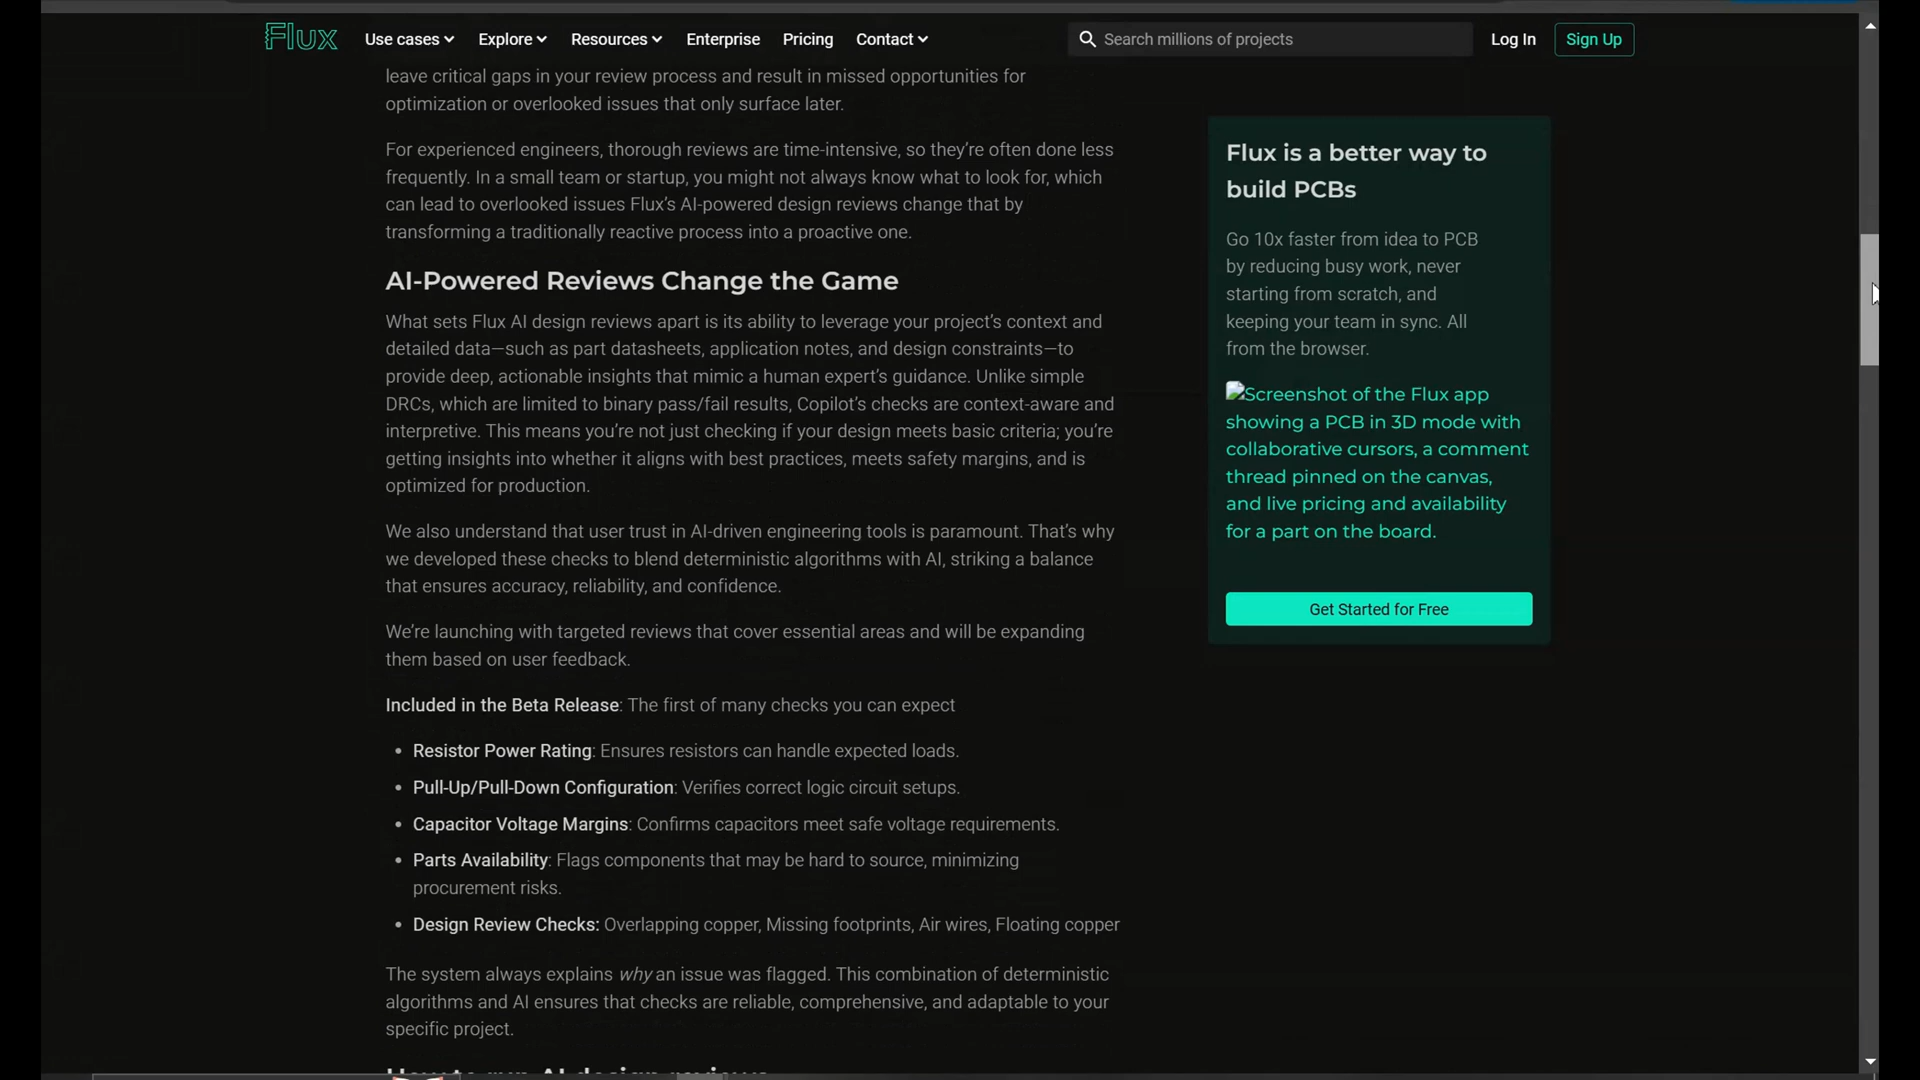 Flux
Use cases
Explore
Resources
Enterprise
Pricing
Contact
Search millions of projects
Log In
Sign Up
leave critical gaps in your review process and result in missed opportunities for
optimization or overlooked issues that only surface later.
For experienced engineers, thorough reviews are time-intensive, so they're often done less
frequently. In a small team or startup, you might not always know what to look for, which
can lead to overlooked issues Flux's AI-powered design reviews change that by
transforming a traditionally reactive process into a proactive one.
AI-Powered Reviews Change the Game
What sets Flux AI design reviews apart is its ability to leverage your project's context and
detailed data—such as part datasheets, application notes, and design constraints—to
provide deep, actionable insights that mimic a human expert's guidance. Unlike simple
DRCs, which are limited to binary pass/fail results, Copilot's checks are context-aware and
interpretive. This means you're not just checking if your design meets basic criteria; you're
getting insights into whether it aligns with best practices, meets safety margins, and is
optimized for production.
We also understand that user trust in AI-driven engineering tools is paramount. That's why
we developed these checks to blend deterministic algorithms with AI, striking a balance
that ensures accuracy, reliability, and confidence.
We're launching with targeted reviews that cover essential areas and will be expanding
them based on user feedback.
Included in the Beta Release: The first of many checks you can expect
• Resistor Power Rating: Ensures resistors can handle expected loads.
• Pull-Up/Pull-Down Configuration: Verifies correct logic circuit setups.
• Capacitor Voltage Margins: Confirms capacitors meet safe voltage requirements.
• Parts Availability: Flags components that may be hard to source, minimizing
procurement risks.
• Design Review Checks: Overlapping copper, Missing footprints, Air wires, Floating copper
The system always explains why an issue was flagged. This combination of deterministic
algorithms and AI ensures that checks are reliable, comprehensive, and adaptable to your
specific project.
How to run AI design reviews
Flux is a better way to
build PCBs
Go 10x faster from idea to PCB
by reducing busy work, never
starting from scratch, and
keeping your team in sync. All
from the browser.
Screenshot of the Flux app
showing a PCB in 3D mode with
collaborative cursors, a comment
thread pinned on the canvas,
and live pricing and availability
for a part on the board.
Get Started for Free